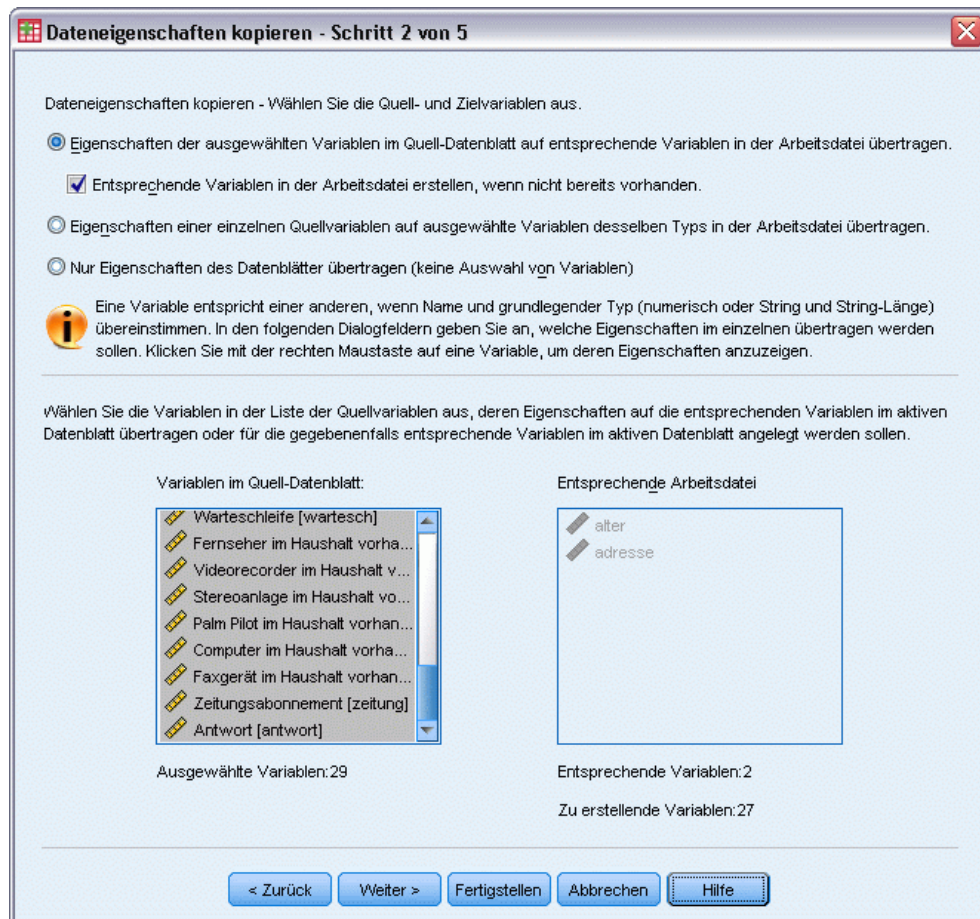 Dateneigenschaften kopieren - Schritt 2 von 5
Dateneigenschaften kopieren - Wählen Sie die Quell- und Zielvariablen aus.
Eigenschaften der ausgewählten Variablen im Quell-Datenblatt auf entsprechende Variablen in der Arbeitsdatei übertragen.
Entsprechende Variablen in der Arbeitsdatei erstellen, wenn nicht bereits vorhanden.
Eigenschaften einer einzelnen Quellvariablen auf ausgewählte Variablen desselben Typs in der Arbeitsdatei übertragen.
Nur Eigenschaften des Datenblätter übertragen (keine Auswahl von Variablen)
Eine Variable entspricht einer anderen, wenn Name und grundlegender Typ (numerisch oder String und String-Länge)
übereinstimmen. In den folgenden Dialogfeldern geben Sie an, welche Eigenschaften im einzelnen übertragen werden
sollen. Klicken Sie mit der rechten Maustaste auf eine Variable, um deren Eigenschaften anzuzeigen.
Wählen Sie die Variablen in der Liste der Quellvariablen aus, deren Eigenschaften auf die entsprechenden Variablen im aktiven
Datenblatt übertragen oder für die gegebenenfalls entsprechende Variablen im aktiven Datenblatt angelegt werden sollen.
Variablen im Quell-Datenblatt:
Warteschleife [wartesch]
Fernseher im Haushalt vorha...
Videorecorder im Haushalt v...
Stereoanlage im Haushalt vo...
Palm Pilot im Haushalt vorhan...
Computer im Haushalt vorha...
Faxgerät im Haushalt vorhan...
Zeitungsabonnement [zeitung]
Antwort [antwort]
Ausgewählte Variablen:29
Entsprechende Arbeitsdatei
alter
adresse
Entsprechende Variablen:2
Zu erstellende Variablen:27
< Zurück
Weiter >
Fertigstellen
Abbrechen
Hilfe